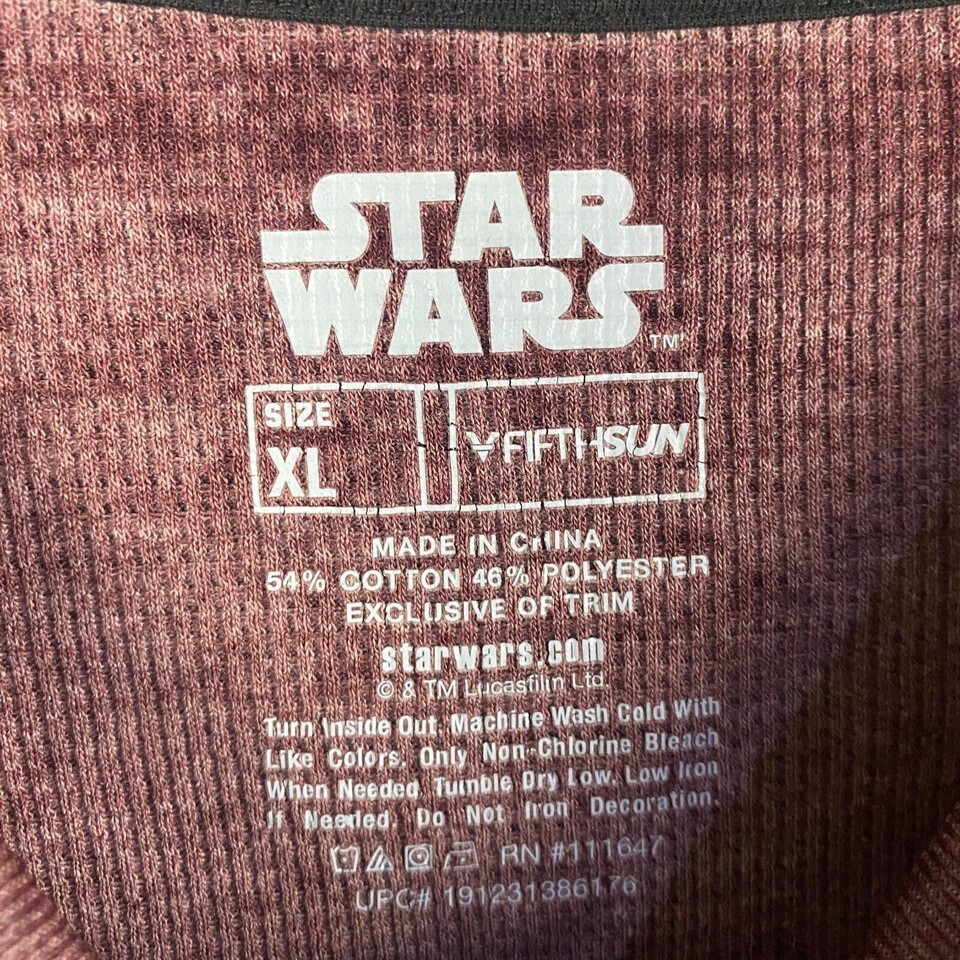 STAR
WARS
TM
SIZE
XL
FIFTHSUN
MADE IN CHINA
54% COTTON 46% POLYESTER
EXCLUSIVE OF TRIM
starwars.com
© & TM Lucasfilm Ltd.
Turn Inside Out. Machine Wash Cold With
Like Colors. Only Non-Chlorine Bleach
When Needed. Tumble Dry Low. Low Iron
If Needed. Do Not Iron Decoration.
RN #111647
UPC# 191231386176